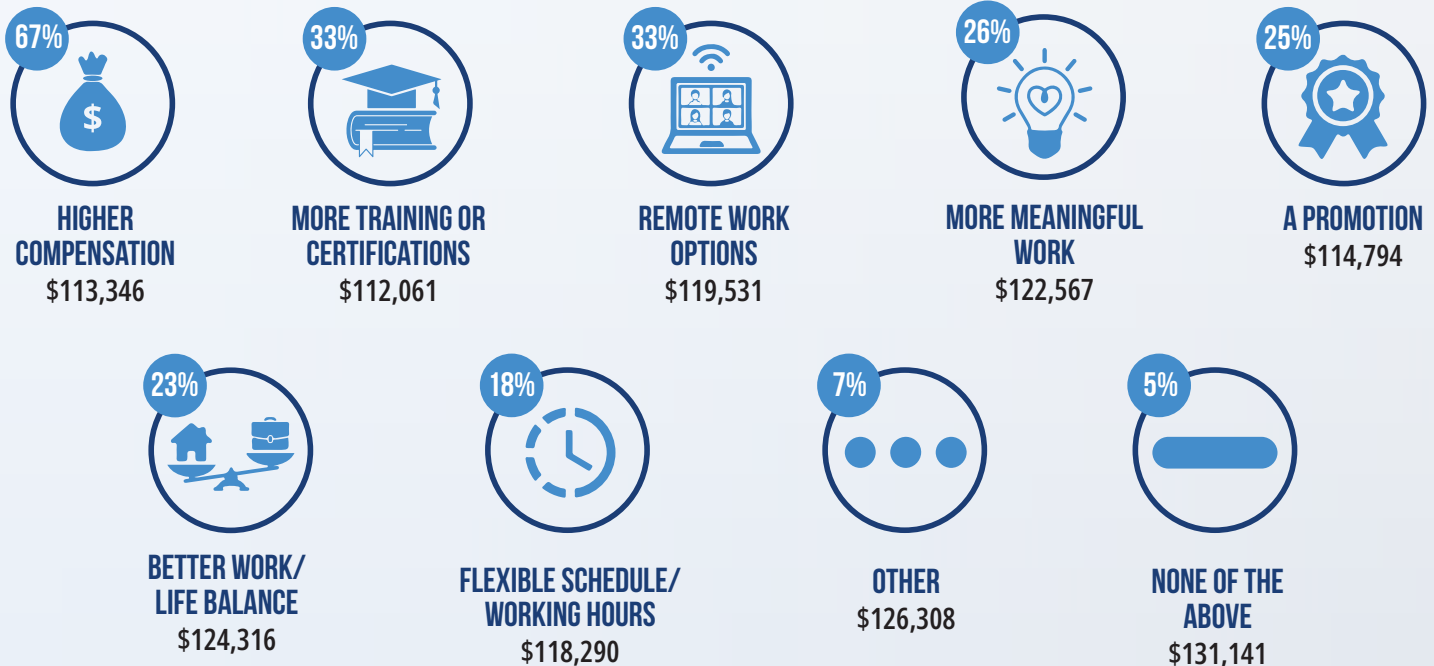 67%
$
HIGHER
COMPENSATION
$113,346
33%
MORE TRAINING OR
CERTIFICATIONS
$112,061
33%
REMOTE WORK
OPTIONS
$119,531
26%
MORE MEANINGFUL
WORK
$122,567
25%
A PROMOTION
$114,794
23%
BETTER WORK/
LIFE BALANCE
$124,316
18%
FLEXIBLE SCHEDULE/
WORKING HOURS
$118,290
7%
OTHER
$126,308
5%
NONE OF THE
ABOVE
$131,141